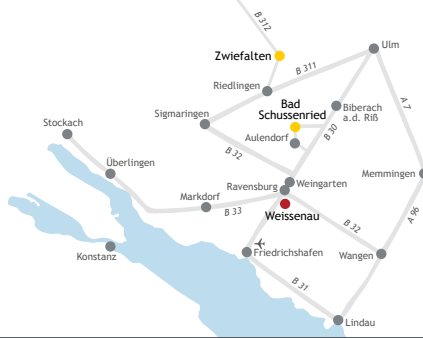 B 312
Ulm
Zwiefalten
B 311
Riedlingen
Bad
Schussenried
Biberach
a.d. Riß
A 7
Sigmaringen
Stockach
B 30
Aulendorf
B 32
Überlingen
Memmingen
Ravensburg
Weingarten
Markdorf
B 33
Weissenau
B 32
A 96
Konstanz
Friedrichshafen
Wangen
B 31
Lindau